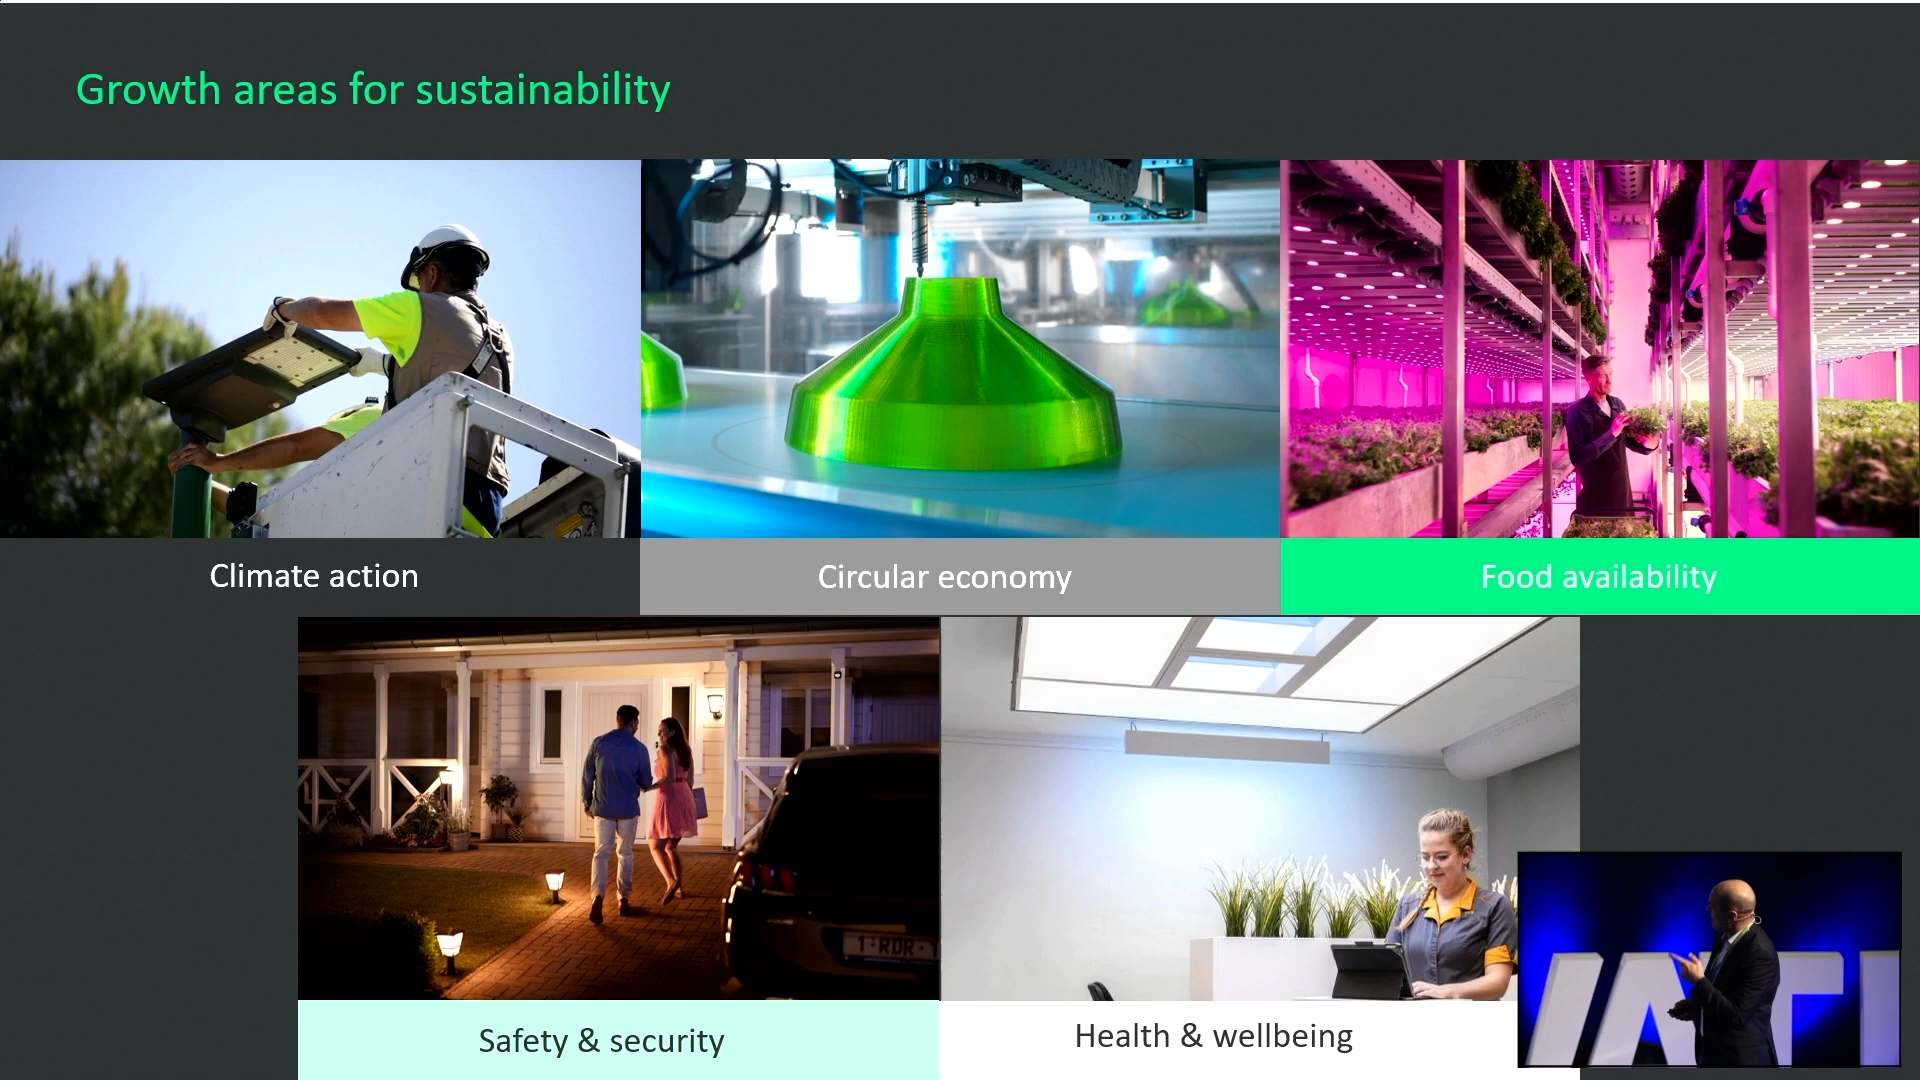 Growth areas for sustainability
Climate action
Circular economy
Food availability
Safety & security
Health & wellbeing